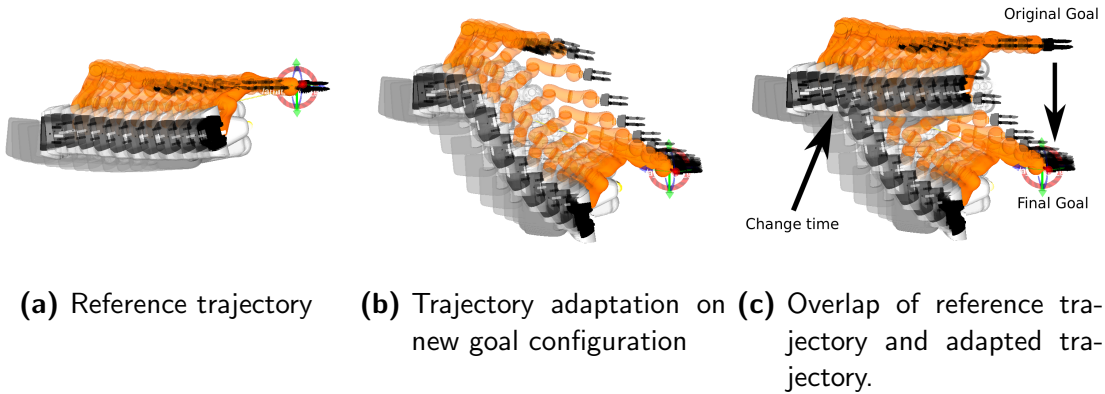 Original Goal
Change time
Final Goal
(a) Reference trajectory
(b) Trajectory adaptation on
new goal configuration
(c) Overlap of reference tra-
jectory and adapted tra-
jectory.